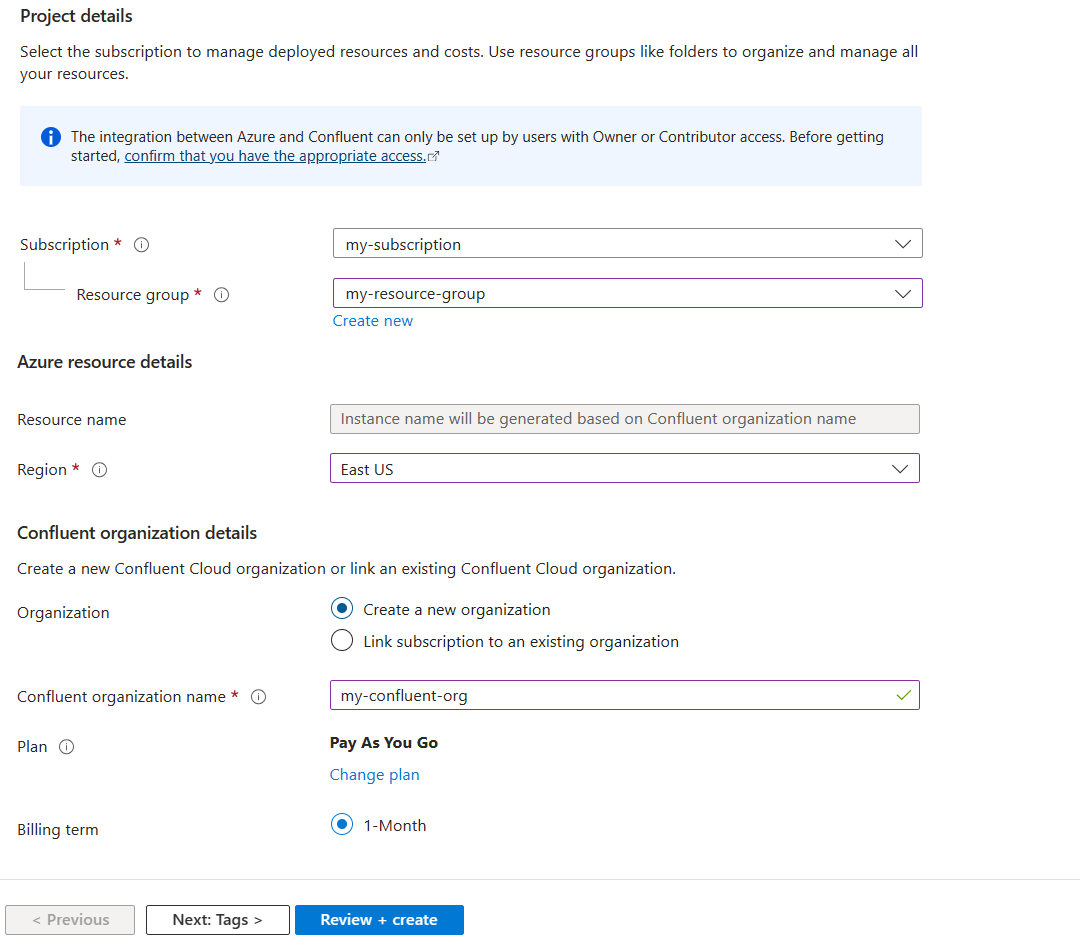 Project details
Select the subscription to manage deployed resources and costs. Use resource groups like folders to organize and manage all
your resources.
The integration between Azure and Confluent can only be set up by users with Owner or Contributor access. Before getting
started, confirm that you have the appropriate access.
Subscription *
my-subscription
Resource group *
my-resource-group
Create new
Azure resource details
Resource name
Instance name will be generated based on Confluent organization name
Region *
East US
Confluent organization details
Create a new Confluent Cloud organization or link an existing Confluent Cloud organization.
Organization
Create a new organization
Link subscription to an existing organization
Confluent organization name *
my-confluent-org
Plan
Pay As You Go
Change plan
Billing term
1-Month
< Previous
Next: Tags >
Review + create